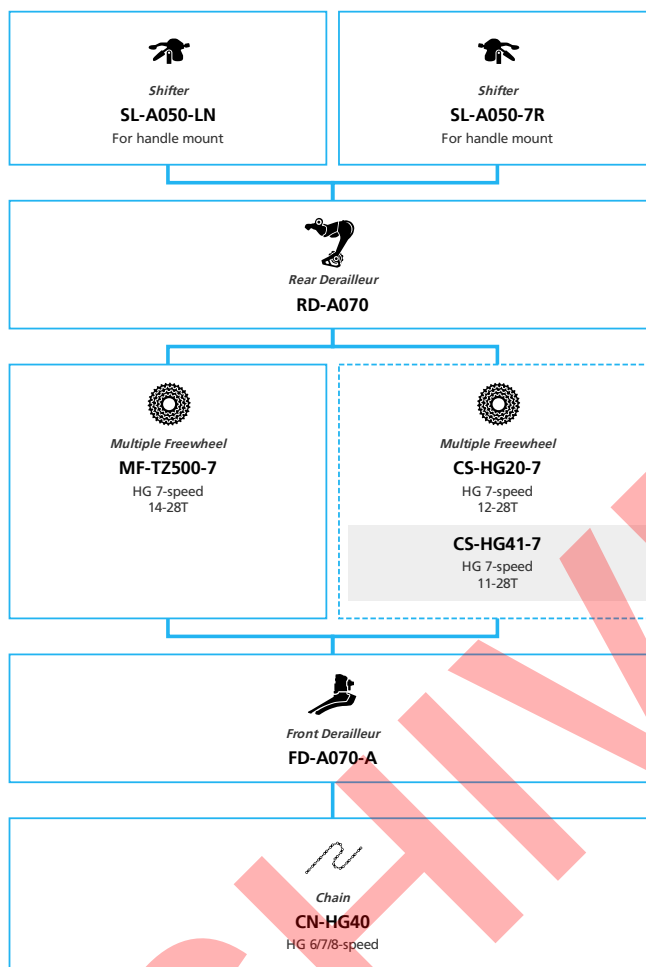 Shifter
SL-A050-LN
For handle mount
Shifter
SL-A050-7R
For handle mount
Rear Derailleur
RD-A070
Multiple Freewheel
MF-TZ500-7
HG 7-speed
14-28T
Multiple Freewheel
CS-HG20-7
HG 7-speed
12-28T
CS-HG41-7
HG 7-speed
11-28T
Front Derailleur
FD-A070-A
Chain
CN-HG40
HG 6/7/8-speed